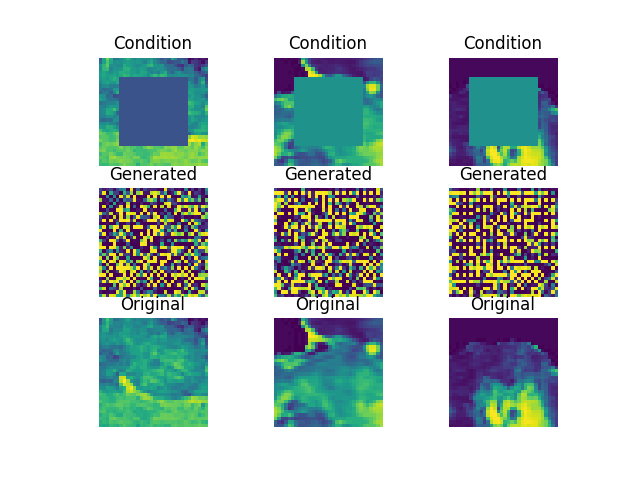 Condition Condition Condition
Generated Generated Generated
Original Original Original